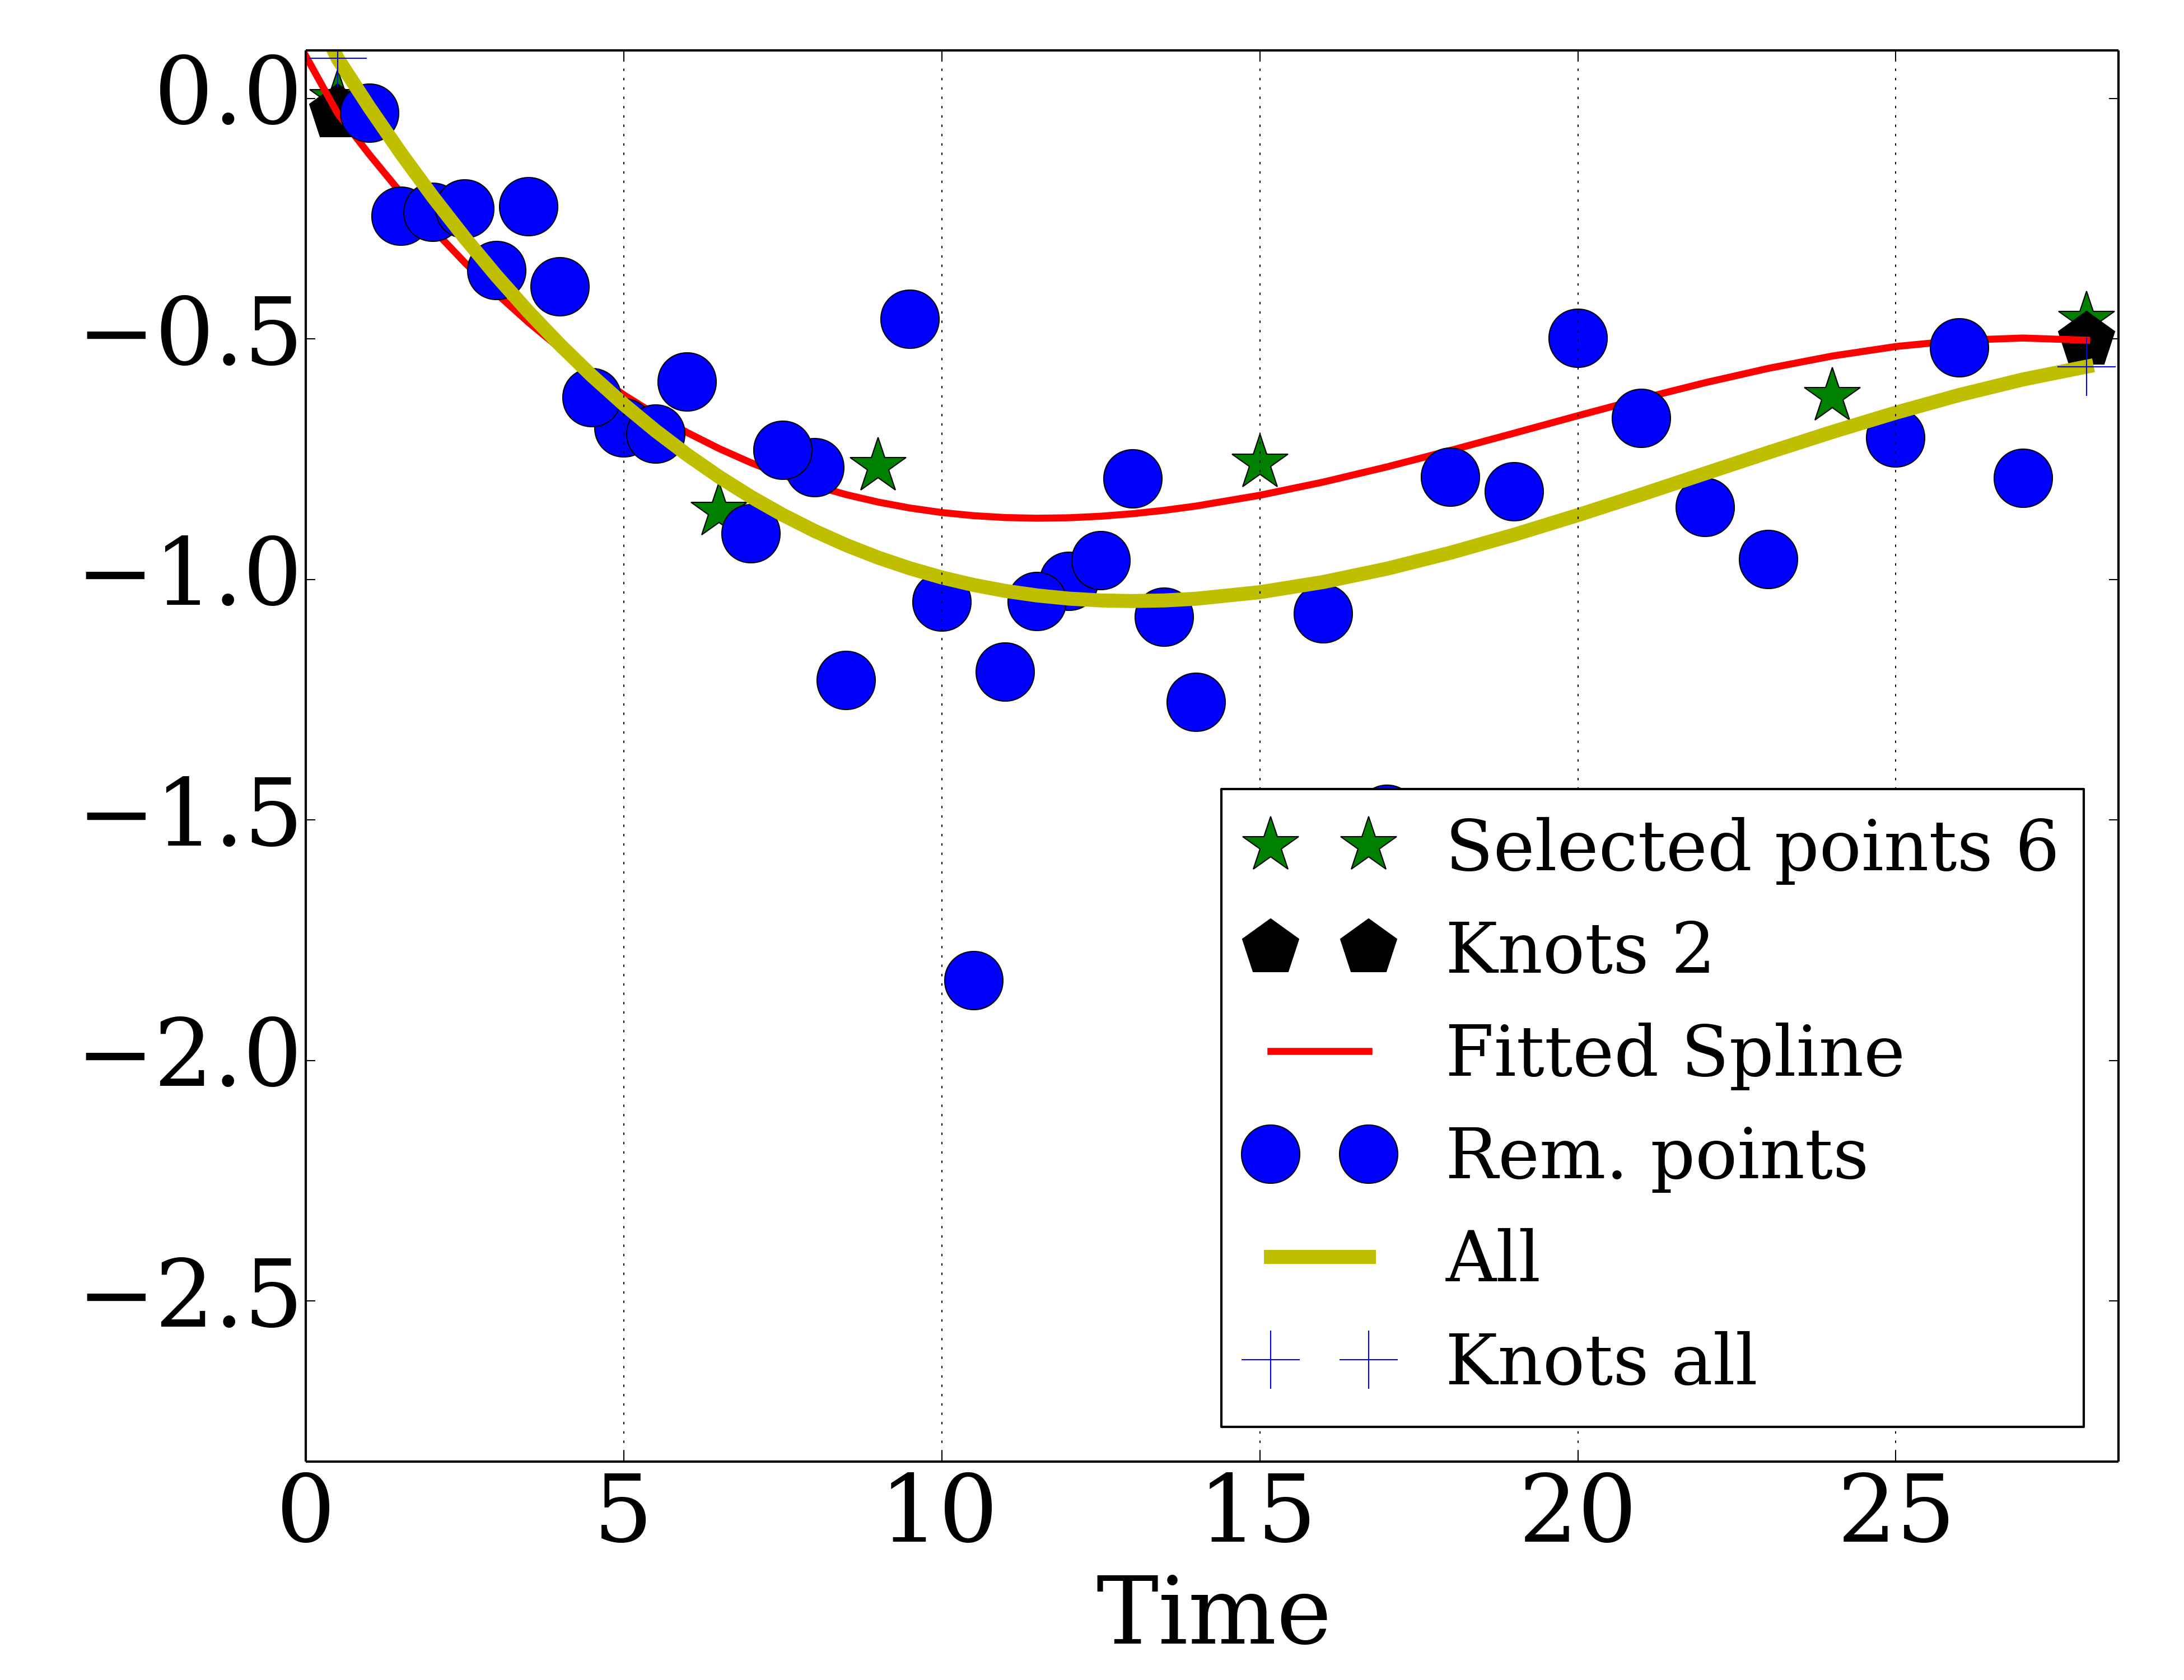 0.0
−0.5
−1.0
−1.5
−2.0
−2.5
Selected points 6
Knots 2
Fitted Spline
Rem. points
All
Knots all
0 5 10 15 20 25
Time